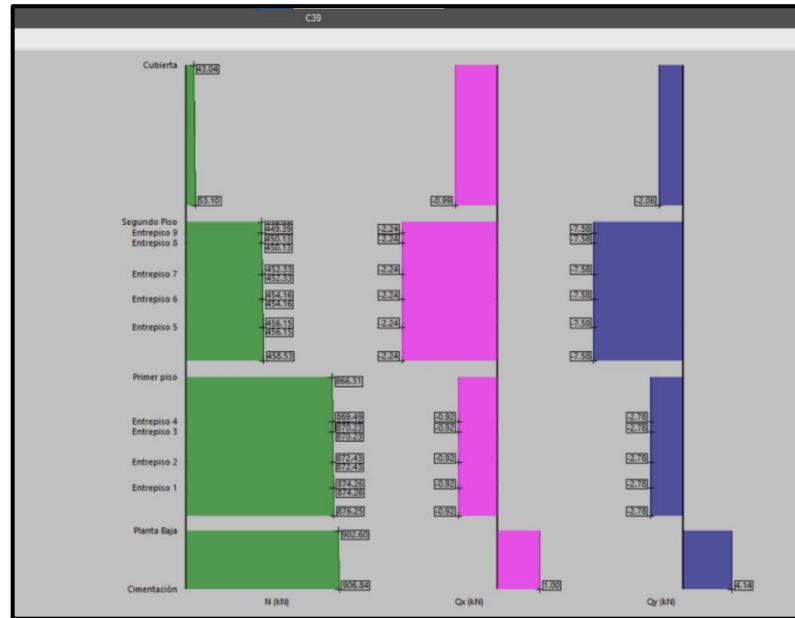 C39
Cubierta
43.04
53.10
-0.99
-2.06
Segundo Piso
Entrepiso 9
449.39
-2.24
-7.58
Entrepiso 8
450.13
450.13
-2.24
-7.58
Entrepiso 7
452.33
452.33
-2.24
-7.58
Entrepiso 6
454.16
454.16
-2.24
-7.58
Entrepiso 5
456.15
456.15
-2.24
-7.58
458.53
-2.24
-7.58
Primer piso
866.31
Entrepiso 4
869.49
-0.92
-2.78
Entrepiso 3
870.23
870.23
-0.92
-2.78
Entrepiso 2
872.43
872.43
-0.92
-2.78
Entrepiso 1
874.26
874.26
-0.92
-2.78
876.25
-0.92
-2.78
Planta Baja
902.60
Cimentación
906.84
1.00
4.14
N (kN)
Qx (kN)
Qy (kN)